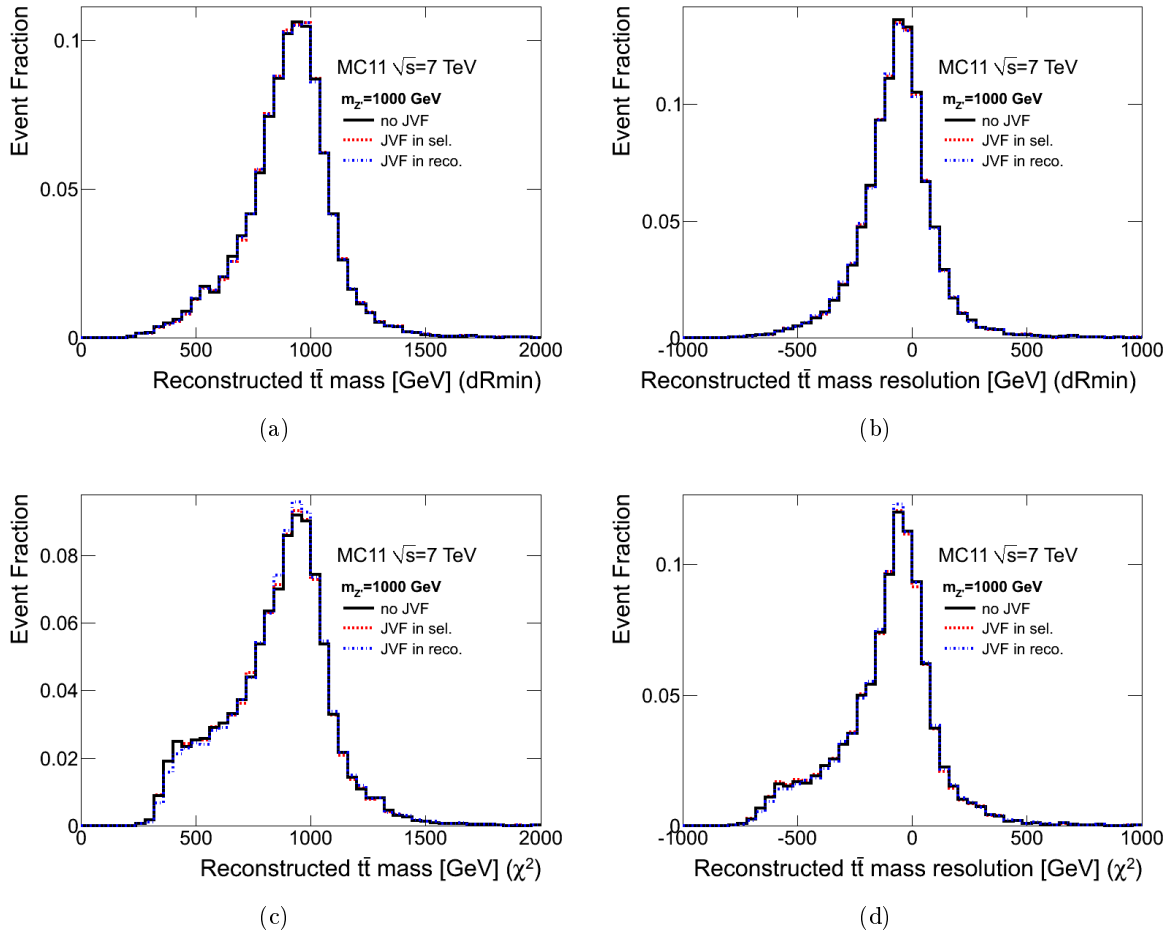 Event Fraction
0.1
0.05
0
MC11 √s=7 TeV
m_Z'=1000 GeV
no JVF
JVF in sel.
JVF in reco.
0 500 1000 1500 2000
Reconstructed tt̄ mass [GeV] (dRmin)
(a)
Event Fraction
0.1
0.05
0
MC11 √s=7 TeV
m_Z'=1000 GeV
no JVF
JVF in sel.
JVF in reco.
-1000 -500 0 500 1000
Reconstructed tt̄ mass resolution [GeV] (dRmin)
(b)
Event Fraction
0.08
0.06
0.04
0.02
0
MC11 √s=7 TeV
m_Z'=1000 GeV
no JVF
JVF in sel.
JVF in reco.
0 500 1000 1500 2000
Reconstructed tt̄ mass [GeV] (χ²)
(c)
Event Fraction
0.1
0.05
0
MC11 √s=7 TeV
m_Z'=1000 GeV
no JVF
JVF in sel.
JVF in reco.
-1000 -500 0 500 1000
Reconstructed tt̄ mass resolution [GeV] (χ²)
(d)